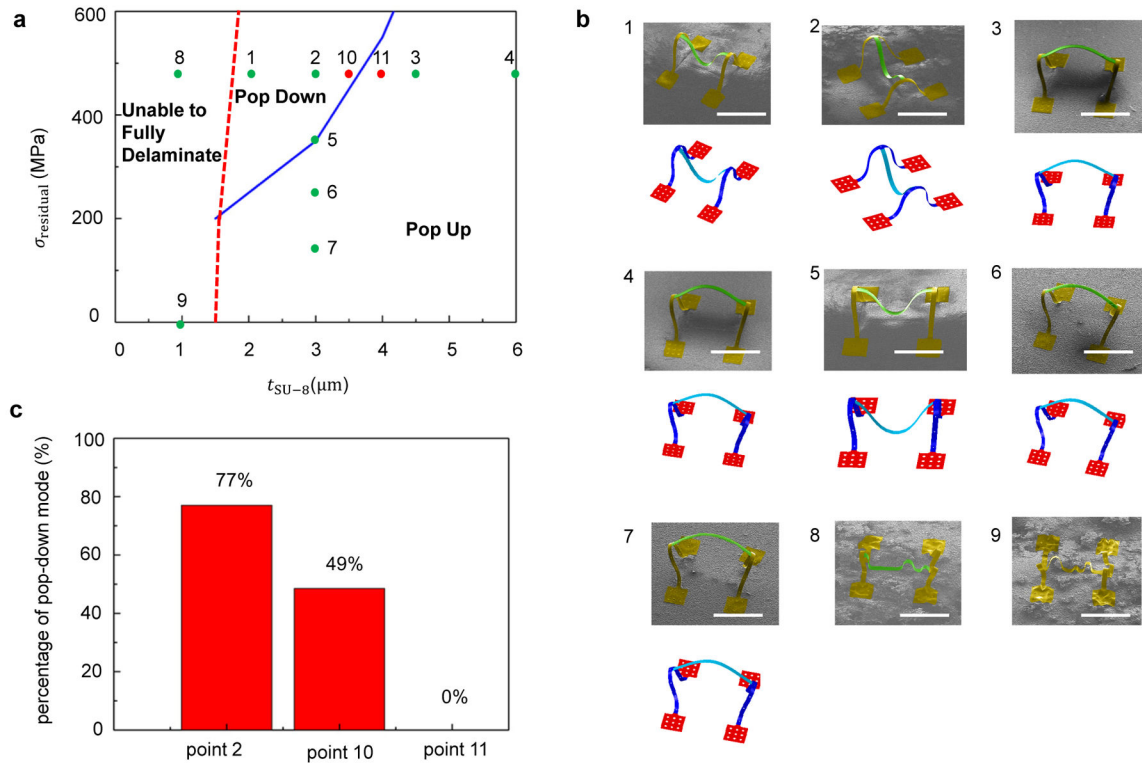 a
600
400
200
0
σresidual (MPa)
8
1
2
10
11
3
4
Unable to
Fully
Delaminate
Pop Down
5
6
7
Pop Up
9
0
1
2
3
4
5
6
tSU−8(μm)
b
1
2
3
4
5
6
7
8
9
c
percentage of pop-down mode (%)
100
80
60
40
20
0
77%
49%
0%
point 2
point 10
point 11